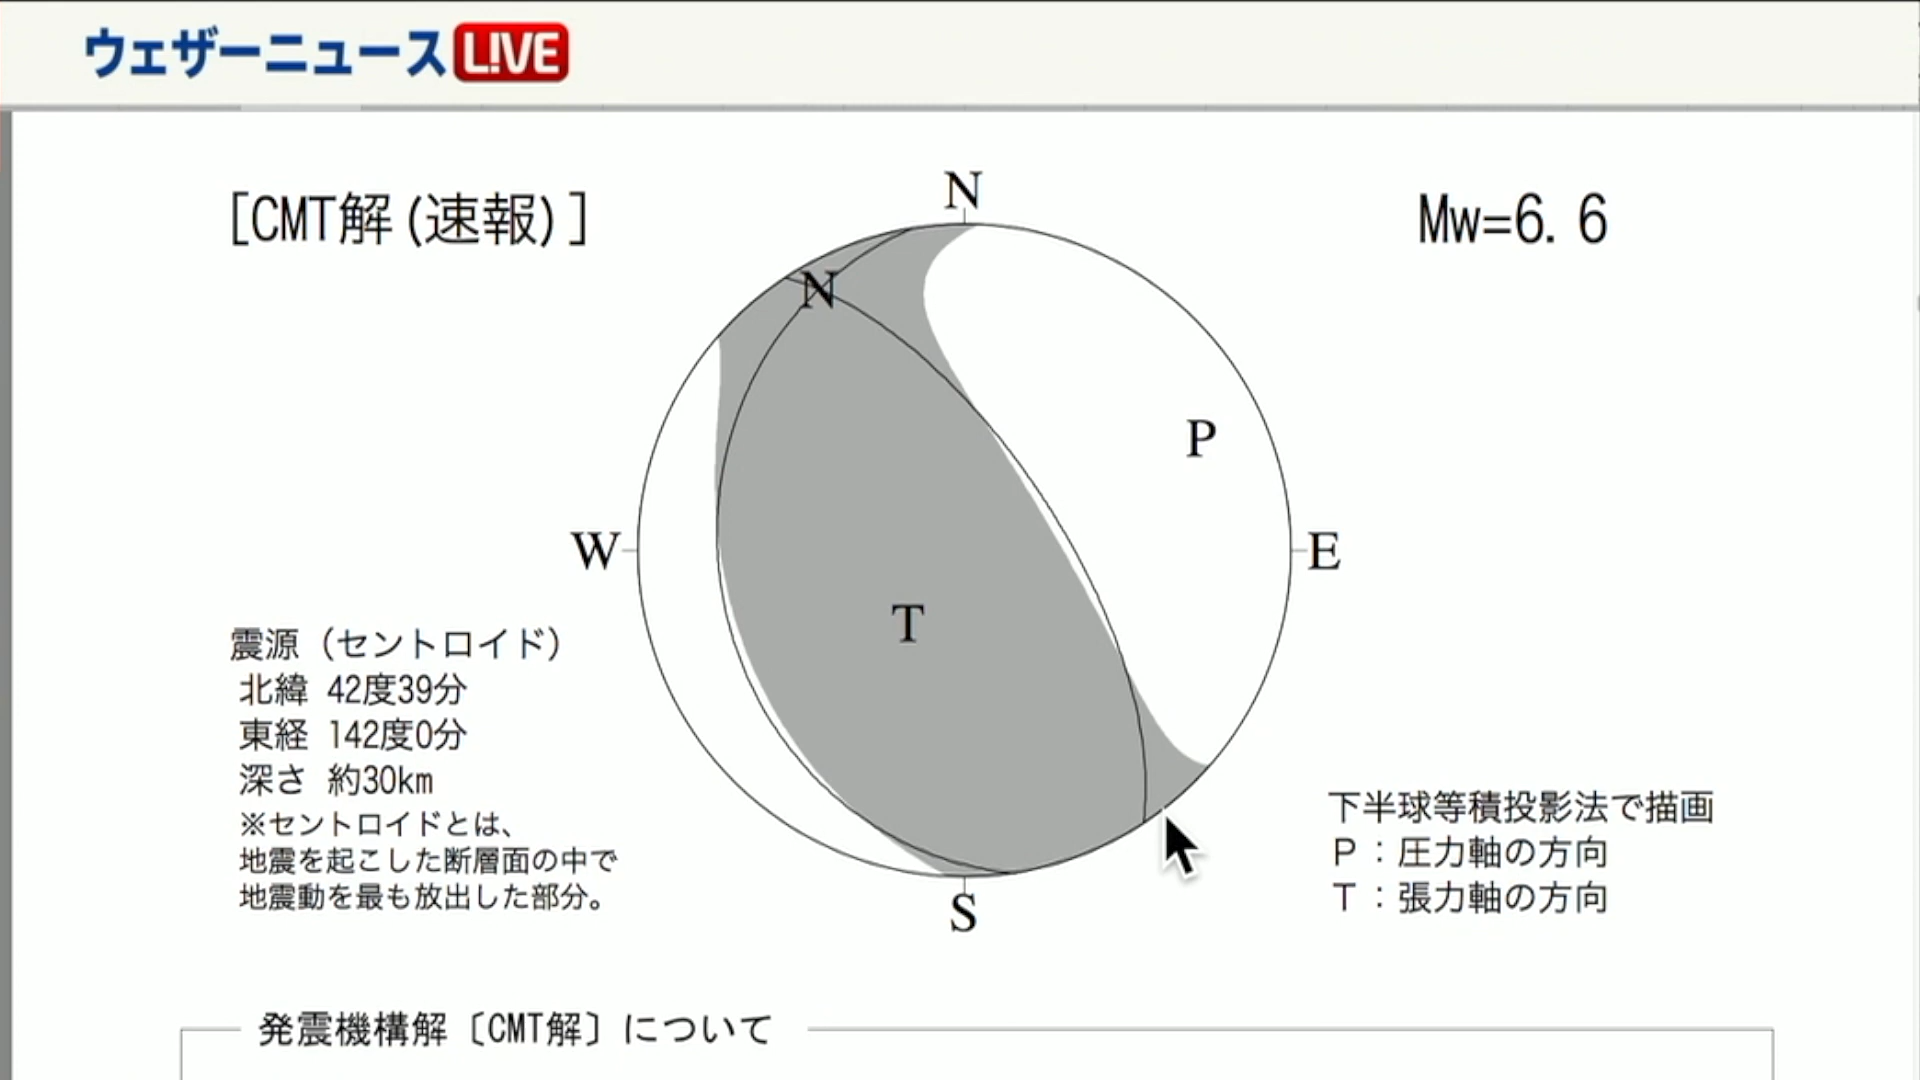 ウェザーニュースL!VE
[CMT解(速報)]
Mw=6.6
N
N
P
W
E
T
S
震源（セントロイド）
北緯 42度39分
東経 142度0分
深さ 約30km
※セントロイドとは、
地震を起こした断層面の中で
地震動を最も放出した部分。
下半球等積投影法で描画
P：圧力軸の方向
T：張力軸の方向
発震機構解〔CMT解〕について